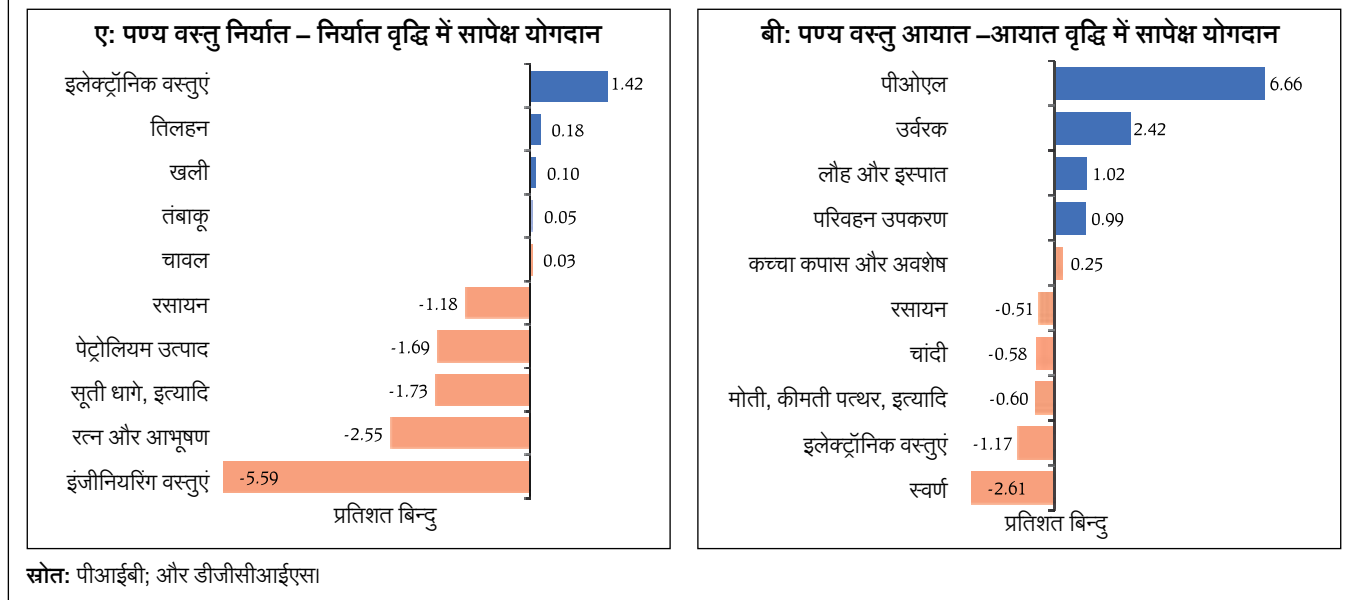 ए: पण्य वस्तु निर्यात – निर्यात वृद्धि में सापेक्ष योगदान
इलेक्ट्रॉनिक वस्तुएं 1.42
तिलहन 0.18
खली 0.10
तंबाकू 0.05
चावल 0.03
रसायन -1.18
पेट्रोलियम उत्पाद -1.69
सूती धागे, इत्यादि -1.73
रत्न और आभूषण -2.55
इंजीनियरिंग वस्तुएं -5.59
प्रतिशत बिन्दु
बी: पण्य वस्तु आयात –आयात वृद्धि में सापेक्ष योगदान
पीओएल 6.66
उर्वरक 2.42
लौह और इस्पात 1.02
परिवहन उपकरण 0.99
कच्चा कपास और अवशेष 0.25
रसायन -0.51
चांदी -0.58
मोती, कीमती पत्थर, इत्यादि -0.60
इलेक्ट्रॉनिक वस्तुएं -1.17
स्वर्ण -2.61
प्रतिशत बिन्दु
स्रोत: पीआईबी; और डीजीसीआईएस।